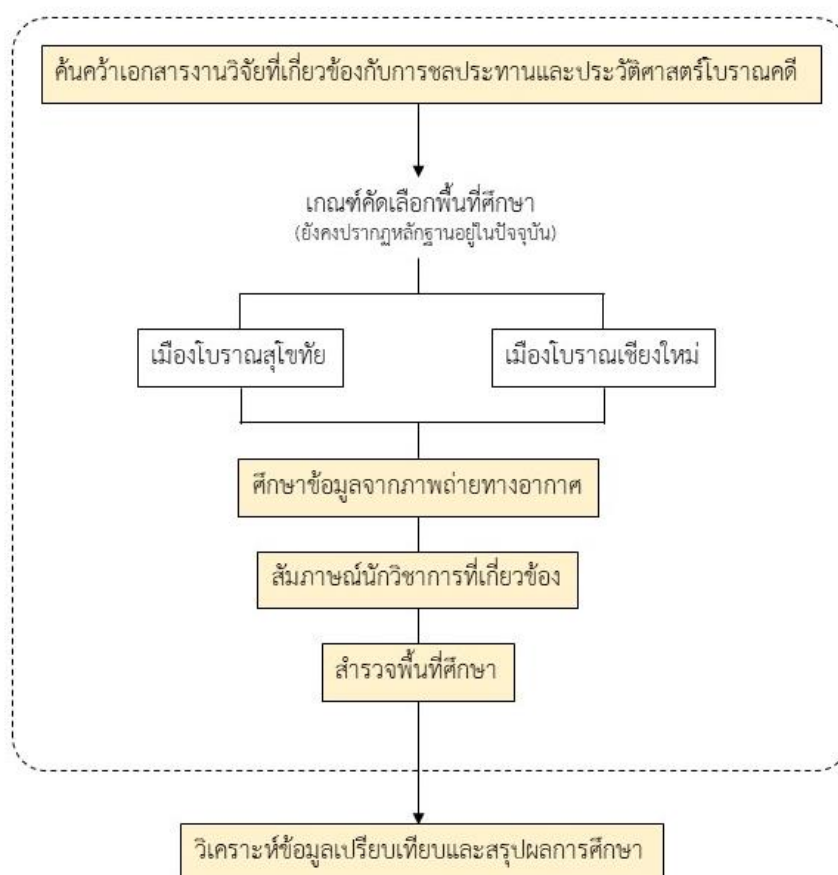 ค้นคว้าเอกสารงานวิจัยที่เกี่ยวข้องกับการชลประทานและประวัติศาสตร์โบราณคดี
เกณฑ์คัดเลือกพื้นที่ศึกษา
(ยังคงปรากฏหลักฐานอยู่ในปัจจุบัน)
เมืองโบราณสุโขทัย
เมืองโบราณเชียงใหม่
ศึกษาข้อมูลจากภาพถ่ายทางอากาศ
สัมภาษณ์นักวิชาการที่เกี่ยวข้อง
สำรวจพื้นที่ศึกษา
วิเคราะห์ข้อมูลเปรียบเทียบและสรุปผลการศึกษา